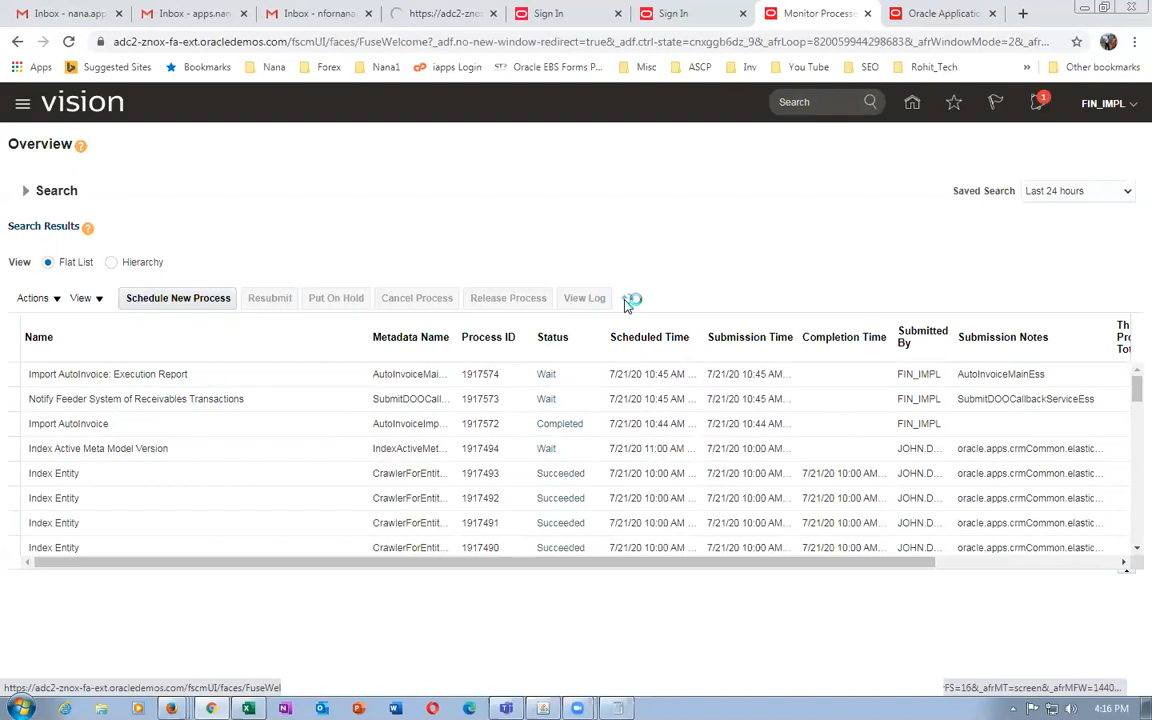 Inbox - nana.app
Inbox - apps.nan
Inbox - nfornana
https://adc2-zno
Sign In
Sign In
Monitor Processe
Oracle Applicatio
adc2-znox-fa-ext.oracledemos.com/fscmUI/faces/FuseWelcome?_adf.no-new-window-redirect=true&_adf.ctrl-state=cnxggb6dz_9&_afrLoop=8200599442986838&_afrWindowMode=2&_afr...
Apps
Suggested Sites
Bookmarks
Nana
Forex
Nana1
iapps Login
Oracle EBS Forms P...
Misc
ASCP
Inv
You Tube
SEO
Rohit_Tech
»
Other bookmarks
vision
Search
1
FIN_IMPL
Overview
Search
Saved Search Last 24 hours
Search Results
View Flat List Hierarchy
Actions View Schedule New Process Resubmit Put On Hold Cancel Process Release Process View Log
Name Metadata Name Process ID Status Scheduled Time Submission Time Completion Time Submitted By Submission Notes Th Pro Tot
Import AutoInvoice: Execution Report AutoInvoiceMai... 1917574 Wait 7/21/20 10:45 AM ... 7/21/20 10:45 AM ... FIN_IMPL AutoInvoiceMainEss
Notify Feeder System of Receivables Transactions SubmitDOOCall... 1917573 Wait 7/21/20 10:45 AM ... 7/21/20 10:45 AM ... FIN_IMPL SubmitDOOCallbackServiceEss
Import AutoInvoice AutoInvoiceImp... 1917572 Completed 7/21/20 10:44 AM ... 7/21/20 10:44 AM ... FIN_IMPL
Index Active Meta Model Version IndexActiveMet... 1917494 Wait 7/21/20 11:00 AM ... 7/21/20 10:00 AM... JOHN.D... oracle.apps.crmCommon.elastic...
Index Entity CrawlerForEntit... 1917493 Succeeded 7/21/20 10:00 AM ... 7/21/20 10:00 AM... 7/21/20 10:00 AM... JOHN.D... oracle.apps.crmCommon.elastic...
Index Entity CrawlerForEntit... 1917492 Succeeded 7/21/20 10:00 AM ... 7/21/20 10:00 AM... 7/21/20 10:00 AM... JOHN.D... oracle.apps.crmCommon.elastic...
Index Entity CrawlerForEntit... 1917491 Succeeded 7/21/20 10:00 AM ... 7/21/20 10:00 AM... 7/21/20 10:00 AM... JOHN.D... oracle.apps.crmCommon.elastic...
Index Entity CrawlerForEntit... 1917490 Succeeded 7/21/20 10:00 AM ... 7/21/20 10:00 AM... 7/21/20 10:00 AM... JOHN.D... oracle.apps.crmCommon.elastic...
https://adc2-znox-fa-ext.oracledemos.com/fscmUI/faces/FuseWel
rFS=16&_afrMT=screen&_afrMFW=1440...
4:16 PM